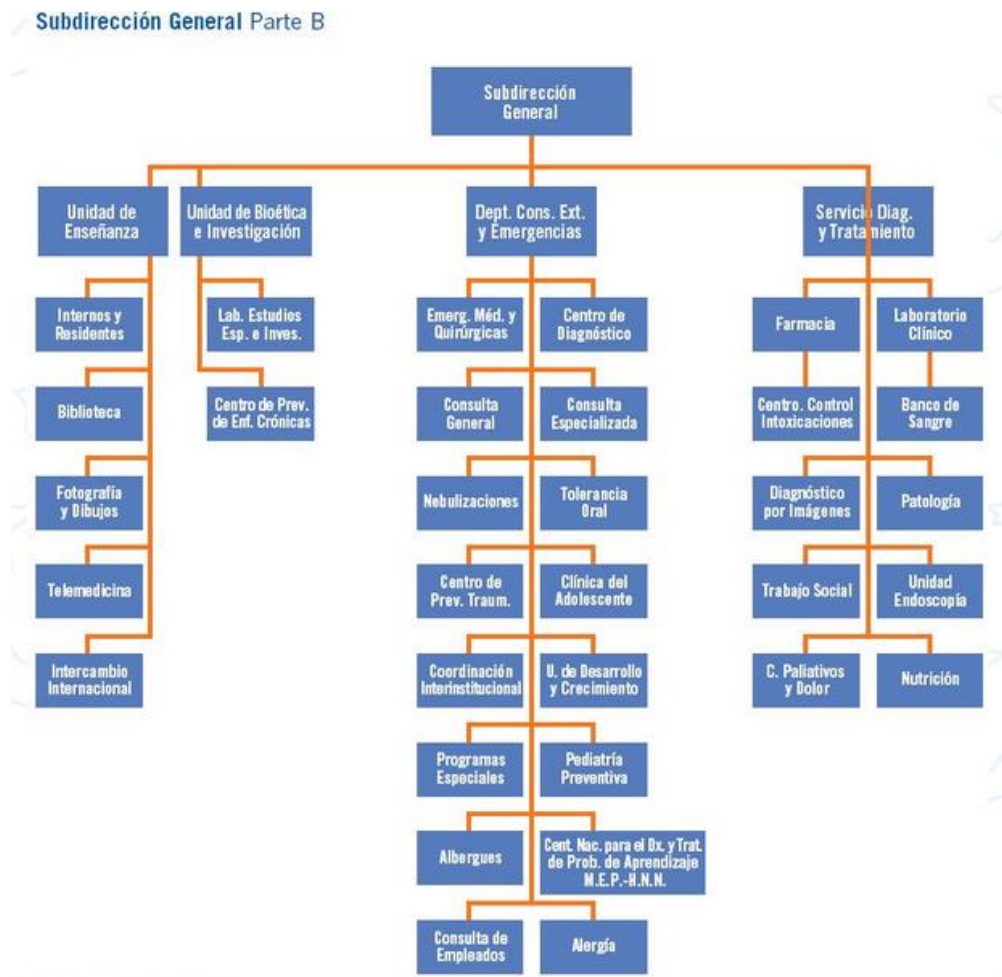 Subdirección General Parte B
Subdirección
General
Unidad de
Enseñanza
Unidad de Bioética
e Investigación
Dept. Cons. Ext.
y Emergencias
Servicio Diag.
y Tratamiento
Internos y
Residentes
Lab. Estudios
Esp. e Inves.
Emerg. Méd. y
Quirúrgicas
Centro de
Diagnóstico
Farmacia
Laboratorio
Clínico
Biblioteca
Centro de Prev.
de Enf. Crónicas
Consulta
General
Consulta
Especializada
Centro. Control
Intoxicaciones
Banco de
Sangre
Fotografía
y Dibujos
Nebulizaciones
Tolerancia
Oral
Diagnóstico
por Imágenes
Patología
Telemedicina
Centro de
Prev. Traum.
Clínica del
Adolescente
Trabajo Social
Unidad
Endoscopía
Intercambio
Internacional
Coordinación
Interinstitucional
U. de Desarrollo
y Crecimiento
C. Paliativos
y Dolor
Nutrición
Programas
Especiales
Pediatría
Preventiva
Albergues
Cent. Nac. para el Dx. y Trat.
de Prob. de Aprendizaje
M.E.P.-H.N.N.
Consulta de
Empleados
Alergía